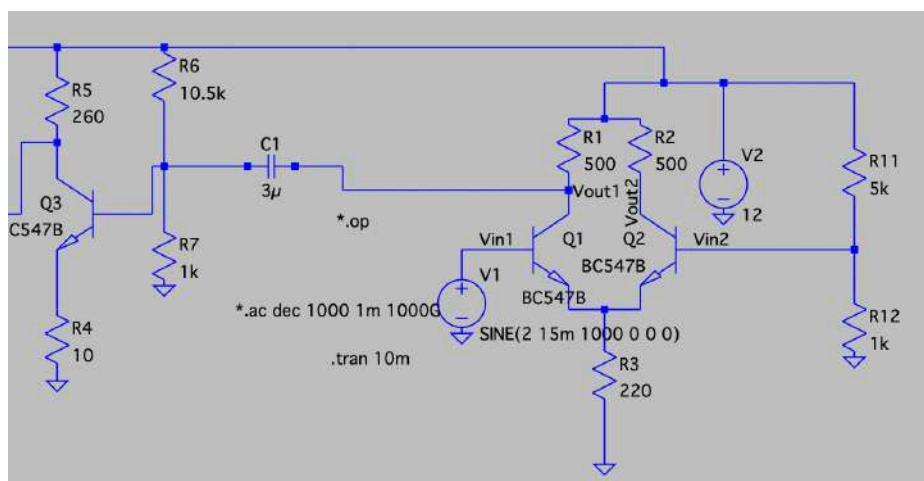 R5
260
R6
10.5k
C1
3µ
R1
500
R2
500
V2
12
R11
5k
Vout1
Vout2
Q3
C547B
*.op
R7
1k
Vin1
Q1
Q2
Vin2
V1
BC547B
BC547B
*.ac dec 1000 1m 1000G
SINE(2 15m 1000 0 0 0)
R4
10
.tran 10m
R3
220
R12
1k